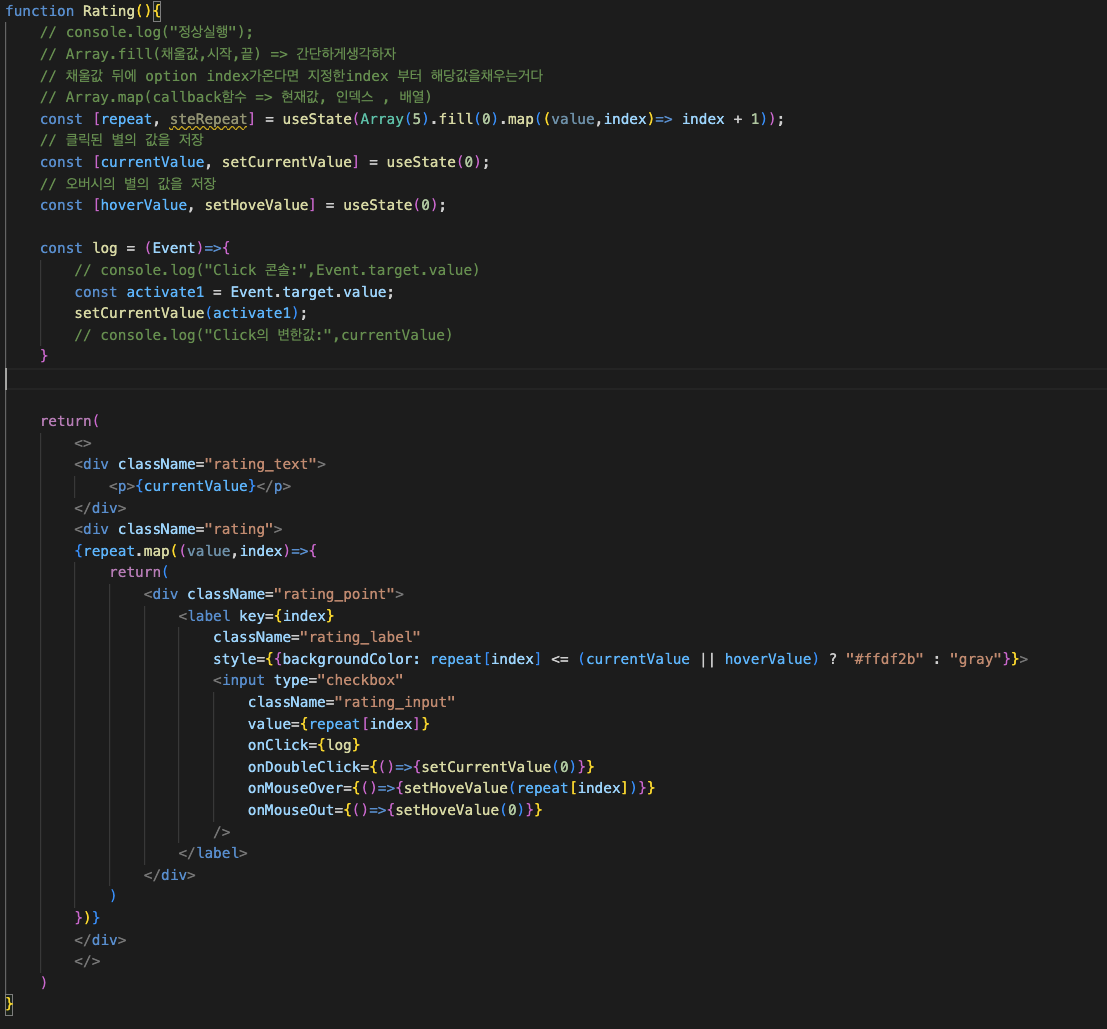 function Rating(){
// console.log("정상실행");
// Array.fill(채울값,시작,끝) => 간단하게생각하자
// 채울값 뒤에 option index가온다면 지정한index 부터 해당값을채우는거다
// Array.map(callback함수 => 현재값, 인덱스 , 배열)
const [repeat, steRepeat] = useState(Array(5).fill(0).map((value,index)=> index + 1));
// 클릭된 별의 값을 저장
const [currentValue, setCurrentValue] = useState(0);
// 오버시의 별의 값을 저장
const [hoverValue, setHoveValue] = useState(0);
const log = (Event)=>{
// console.log("Click 콘솔:",Event.target.value)
const activate1 = Event.target.value;
setCurrentValue(activate1);
// console.log("Click의 변한값:",currentValue)
}
return(
<>
<div className="rating_text">
<p>{currentValue}</p>
</div>
<div className="rating">
{repeat.map((value,index)=>{
return(
<div className="rating_point">
<label key={index}
className="rating_label"
style={{backgroundColor: repeat[index] <= (currentValue || hoverValue) ? "#ffdf2b" : "gray"}}>
<input type="checkbox"
className="rating_input"
value={repeat[index]}
onClick={log}
onDoubleClick={()=>{setCurrentValue(0)}}
onMouseOver={()=>{setHoveValue(repeat[index])}}
onMouseOut={()=>{setHoveValue(0)}}
/>
</label>
</div>
)
})}
</div>
</>
)
}